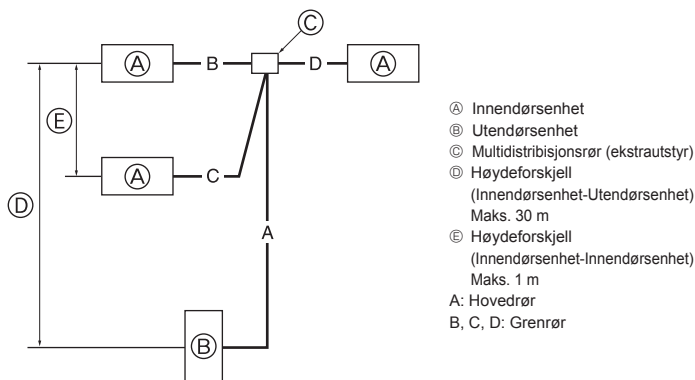 Ⓒ
Ⓐ B D Ⓐ
Ⓔ
Ⓐ C
Ⓓ
A
Ⓑ
Ⓐ Innendørsenhet
Ⓑ Utendørsenhet
Ⓒ Multidistribisjonsrør (ekstrautstyr)
Ⓓ Høydeforskjell
(Innendørsenhet-Utendørsenhet)
Maks. 30 m
Ⓔ Høydeforskjell
(Innendørsenhet-Innendørsenhet)
Maks. 1 m
A: Hovedrør
B, C, D: Grenrør